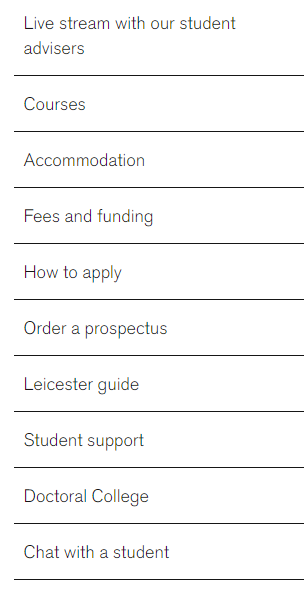 Live stream with our student
advisers
Courses
Accommodation
Fees and funding
How to apply
Order a prospectus
Leicester guide
Student support
Doctoral College
Chat with a student